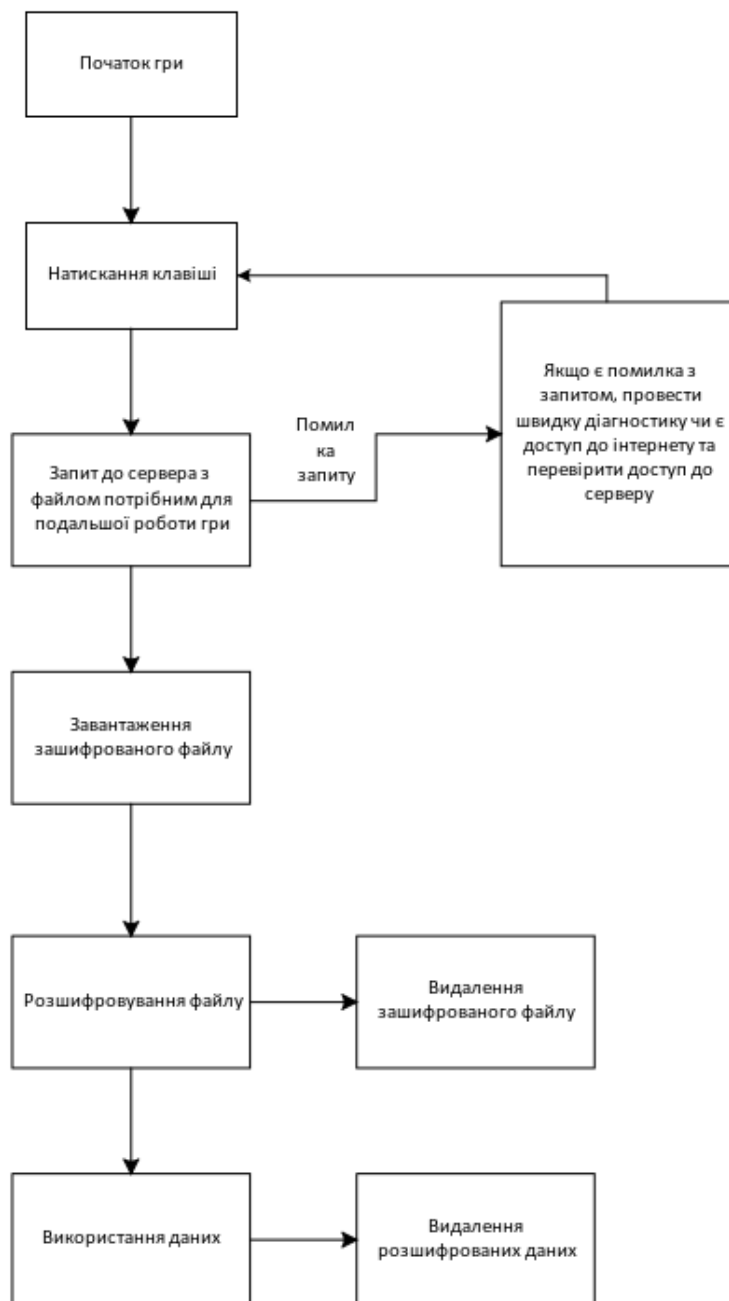 Початок гри
Натискання клавіші
Якщо є помилка з
запитом, провести
швидку діагностику чи є
доступ до інтернету та
перевірити доступ до
серверу
Помил
ка
запиту
Запит до сервера з
файлом потрібним для
подальшої роботи гри
Завантаження
зашифрованого файлу
Розшифровування файлу
Видалення
зашифрованого файлу
Використання даних
Видалення
розшифрованих даних